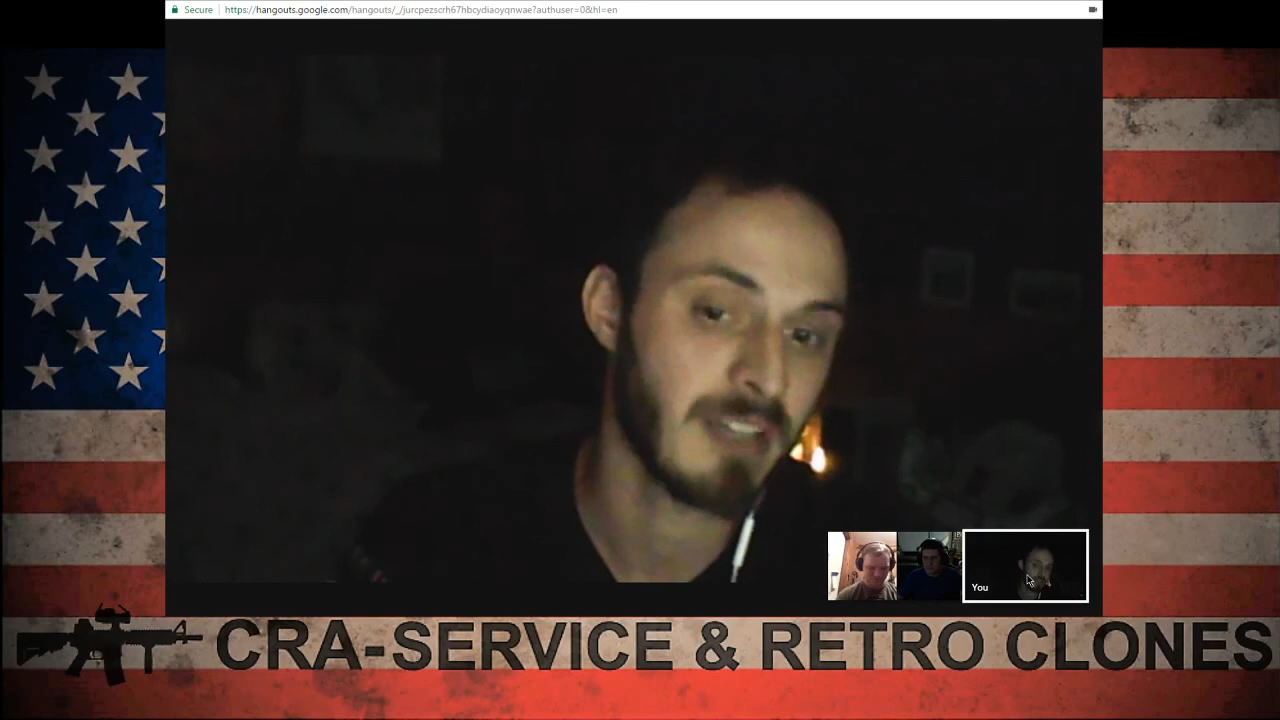 Secure https://hangouts.google.com/hangouts/_/jurcpezscrh67hbcydiaoyqnwae?authuser=0&hl=en
You
CRA-SERVICE & RETRO CLONES